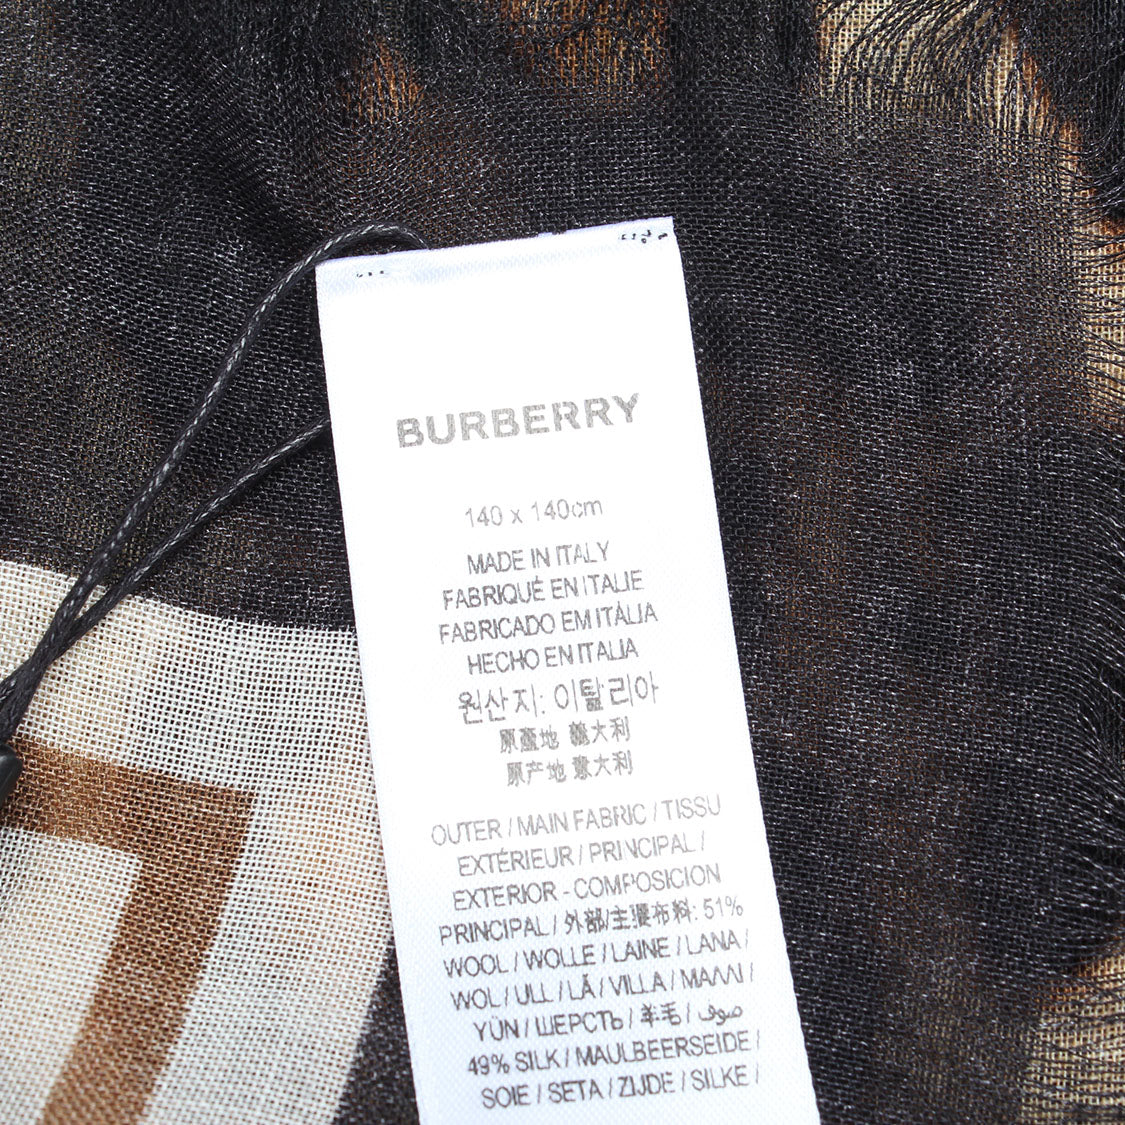 BURBERRY
140 x 140cm
MADE IN ITALY
FABRIQUÉ EN ITALIE
FABRICADO EM ITÁLIA
HECHO EN ITALIA
원산지: 이탈리아
原產地 義大利
原产地 意大利
OUTER / MAIN FABRIC / TISSU
EXTÉRIEUR / PRINCIPAL /
EXTERIOR - COMPOSICION
PRINCIPAL / 外部/主要布料: 51%
WOOL / WOLLE / LAINE / LANA /
WOL / ULL / LÃ / VILLA / ΜΑΛΛΙ /
YÜN / ШЕРСТЬ / 羊毛 / صوف /
49% SILK / MAULBEERSEIDE /
SOIE / SETA / ZIJDE / SILKE /